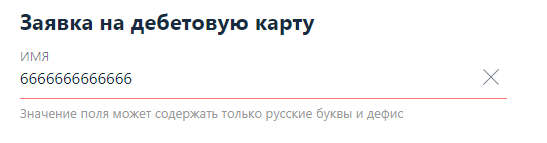 Заявка на дебетовую карту
ИМЯ
6666666666666
Значение поля может содержать только русские буквы и дефис